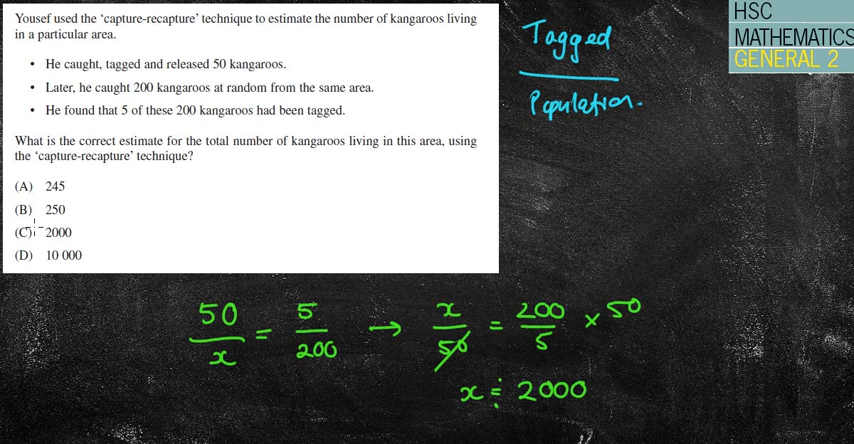 Yousef used the ‘capture-recapture’ technique to estimate the number of kangaroos living
in a particular area.
• He caught, tagged and released 50 kangaroos.
• Later, he caught 200 kangaroos at random from the same area.
• He found that 5 of these 200 kangaroos had been tagged.
What is the correct estimate for the total number of kangaroos living in this area, using
the ‘capture-recapture’ technique?
(A) 245
(B) 250
(C) 2000
(D) 10 000
Tagged
Population.
HSC
MATHEMATICS
GENERAL 2
50/x = 5/200 → x/50 = 200/5 × 50
x ≑ 2000